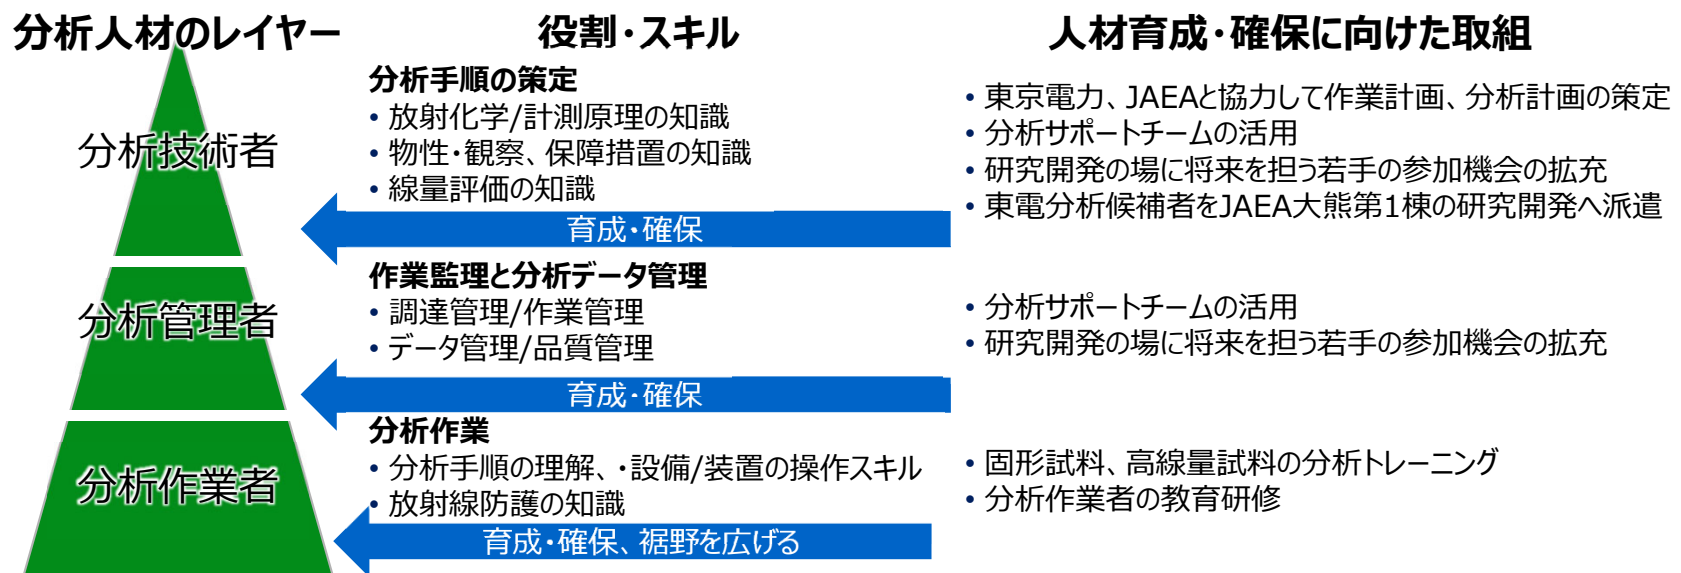 分析人材のレイヤー
役割・スキル
人材育成・確保に向けた取組
分析技術者
分析手順の策定
• 放射化学/計測原理の知識
• 物性・観察、保障措置の知識
• 線量評価の知識
• 東京電力、JAEAと協力して作業計画、分析計画の策定
• 分析サポートチームの活用
• 研究開発の場に将来を担う若手の参加機会の拡充
• 東電分析候補者をJAEA大熊第1棟の研究開発へ派遣
育成・確保
分析管理者
作業監理と分析データ管理
• 調達管理/作業管理
• データ管理/品質管理
• 分析サポートチームの活用
• 研究開発の場に将来を担う若手の参加機会の拡充
育成・確保
分析作業者
分析作業
• 分析手順の理解、・設備/装置の操作スキル
• 放射線防護の知識
• 固形試料、高線量試料の分析トレーニング
• 分析作業者の教育研修
育成・確保、裾野を広げる